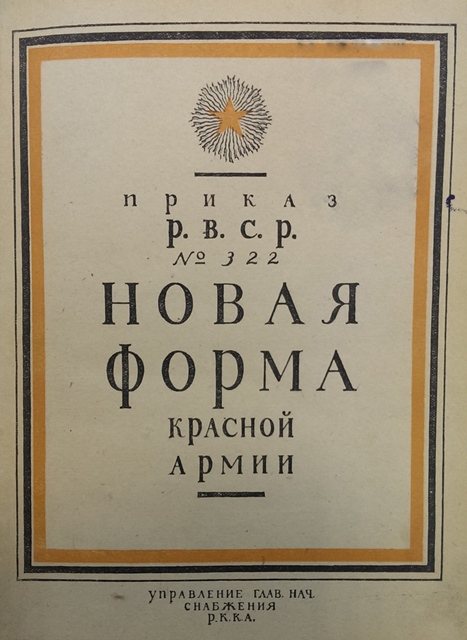 ПРИКАЗ
Р. В. С. Р.
№ 322
НОВАЯ
ФОРМА
КРАСНОЙ
АРМИИ
УПРАВЛЕНИЕ ГЛАВ. НАЧ.
СНАБЖЕНИЯ
Р.К.К.А.